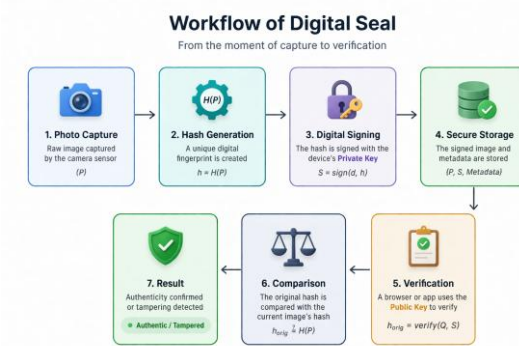 Workflow of Digital Seal
From the moment of capture to verification
1. Photo Capture
Raw image captured
by the camera sensor
(P)
H(P)
2. Hash Generation
A unique digital
fingerprint is created
h = H(P)
3. Digital Signing
The hash is signed with the
device's Private Key
S = sign(d, h)
4. Secure Storage
The signed image and
metadata are stored
(P, S, Metadata)
5. Verification
A browser or app uses the
Public Key to verify
h_orig = verify(Q, S)
6. Comparison
The original hash is
compared with the
current image's hash
h_orig ≟ H(P)
7. Result
Authenticity confirmed
or tampering detected
Authentic / Tampered